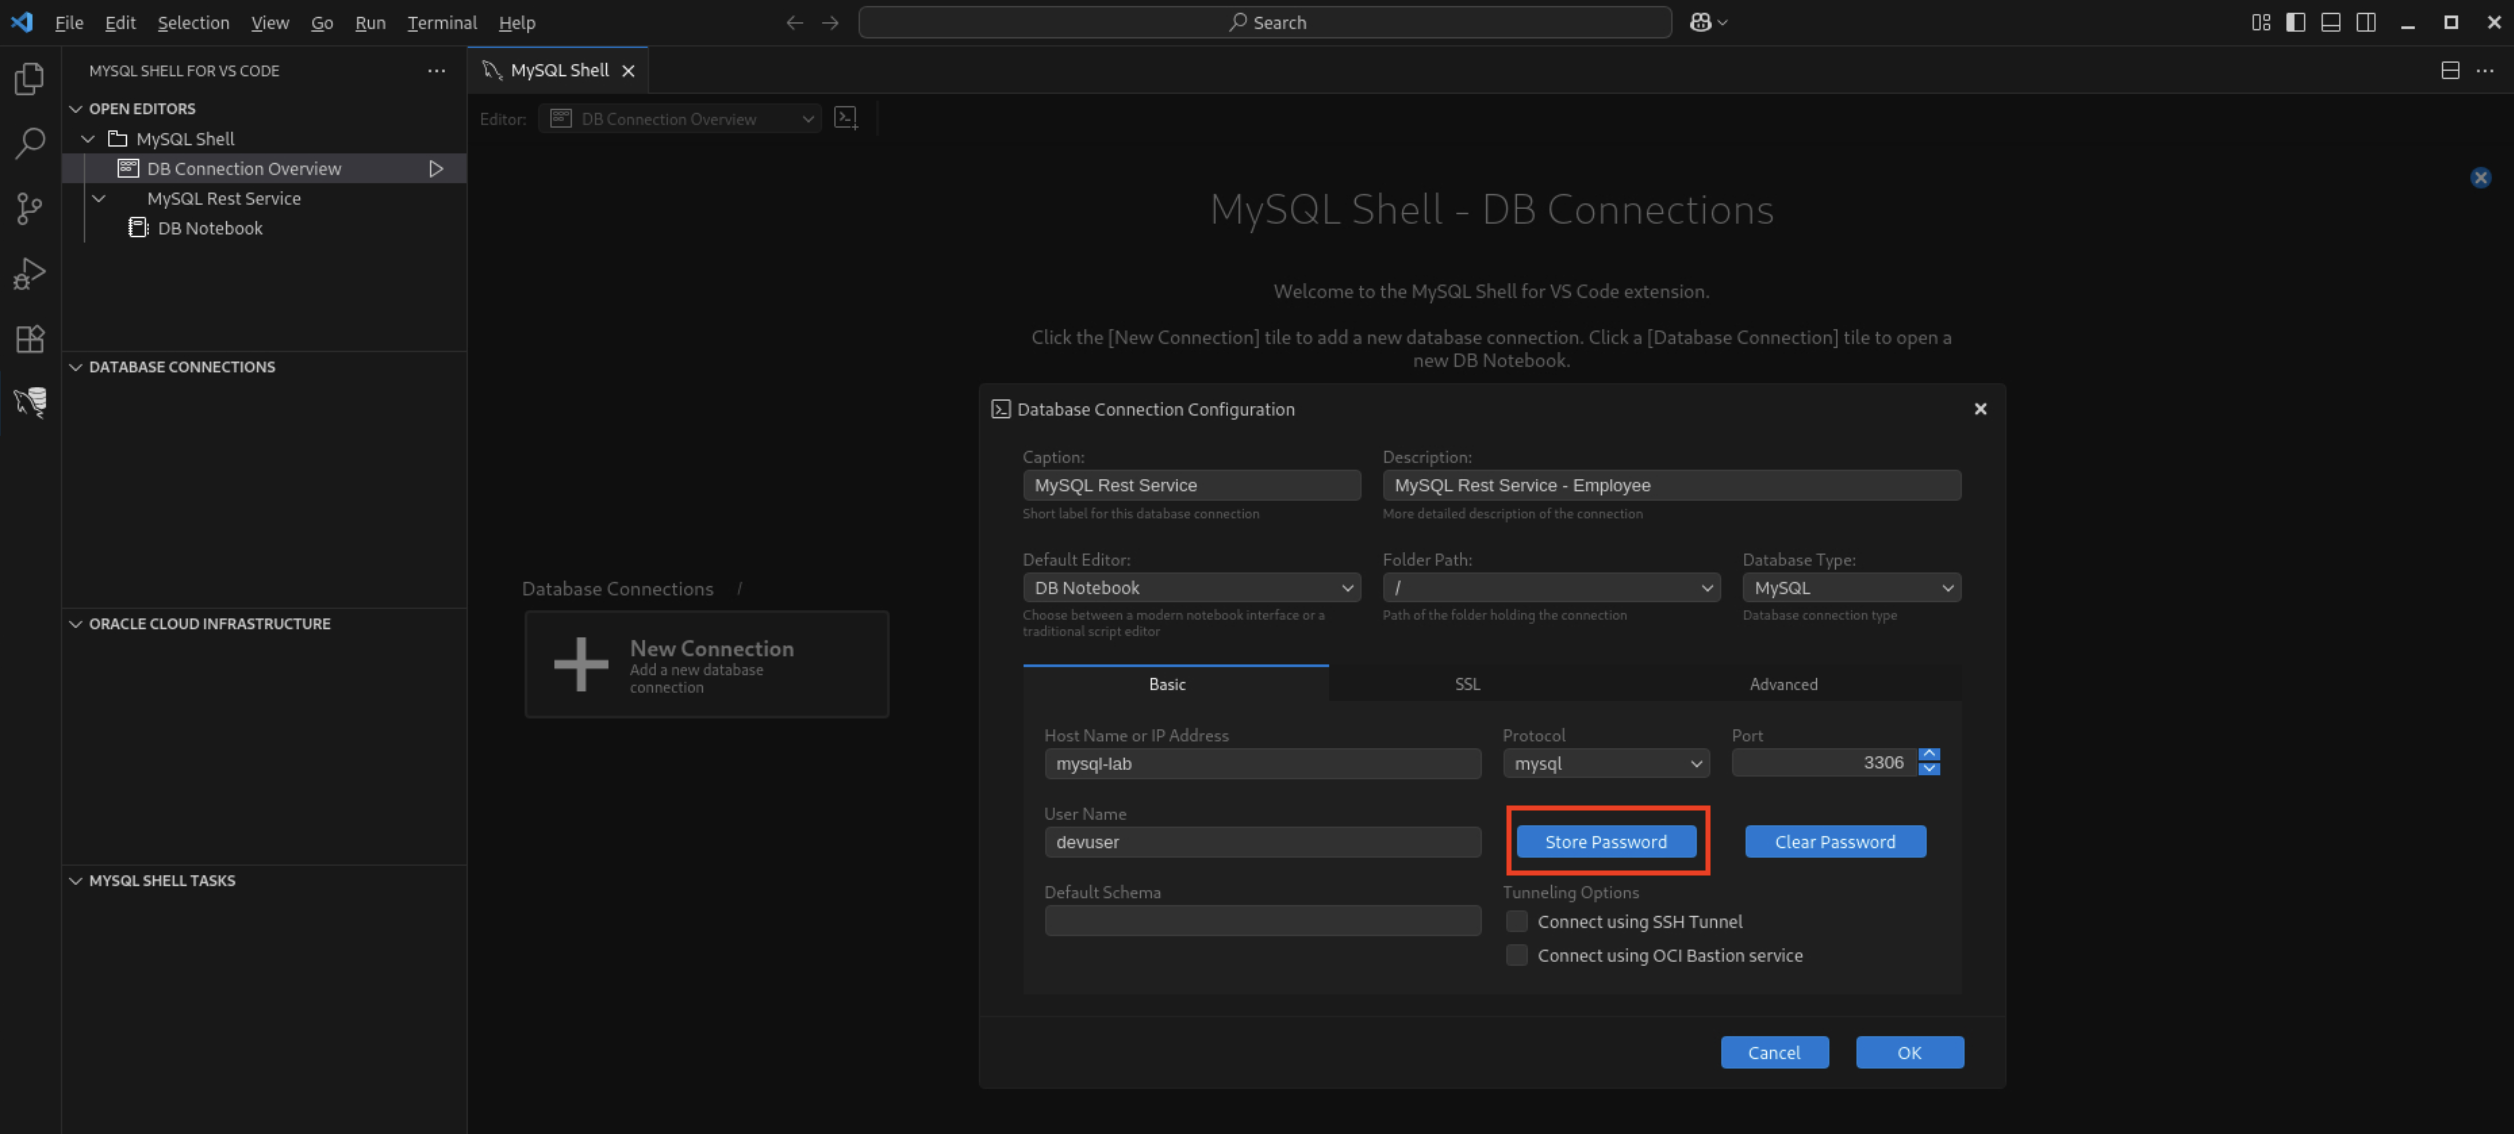 File Edit Selection View Go Run Terminal Help
Search
MYSQL SHELL FOR VS CODE
OPEN EDITORS
MySQL Shell
DB Connection Overview
MySQL Rest Service
DB Notebook
DATABASE CONNECTIONS
ORACLE CLOUD INFRASTRUCTURE
MYSQL SHELL TASKS
MySQL Shell
Editor: DB Connection Overview
MySQL Shell - DB Connections
Welcome to the MySQL Shell for VS Code extension.
Click the [New Connection] tile to add a new database connection. Click a [Database Connection] tile to open a
new DB Notebook.
Database Connections /
New Connection
Add a new database
connection
Database Connection Configuration
Caption: Description:
MySQL Rest Service MySQL Rest Service - Employee
Short label for this database connection More detailed description of the connection
Default Editor: Folder Path: Database Type:
DB Notebook / MySQL
Choose between a modern notebook interface or a Path of the folder holding the connection Database connection type
traditional script editor
Basic SSL Advanced
Host Name or IP Address Protocol Port
mysql-lab mysql 3306
User Name
devuser Store Password Clear Password
Default Schema Tunneling Options
Connect using SSH Tunnel
Connect using OCI Bastion service
Cancel OK